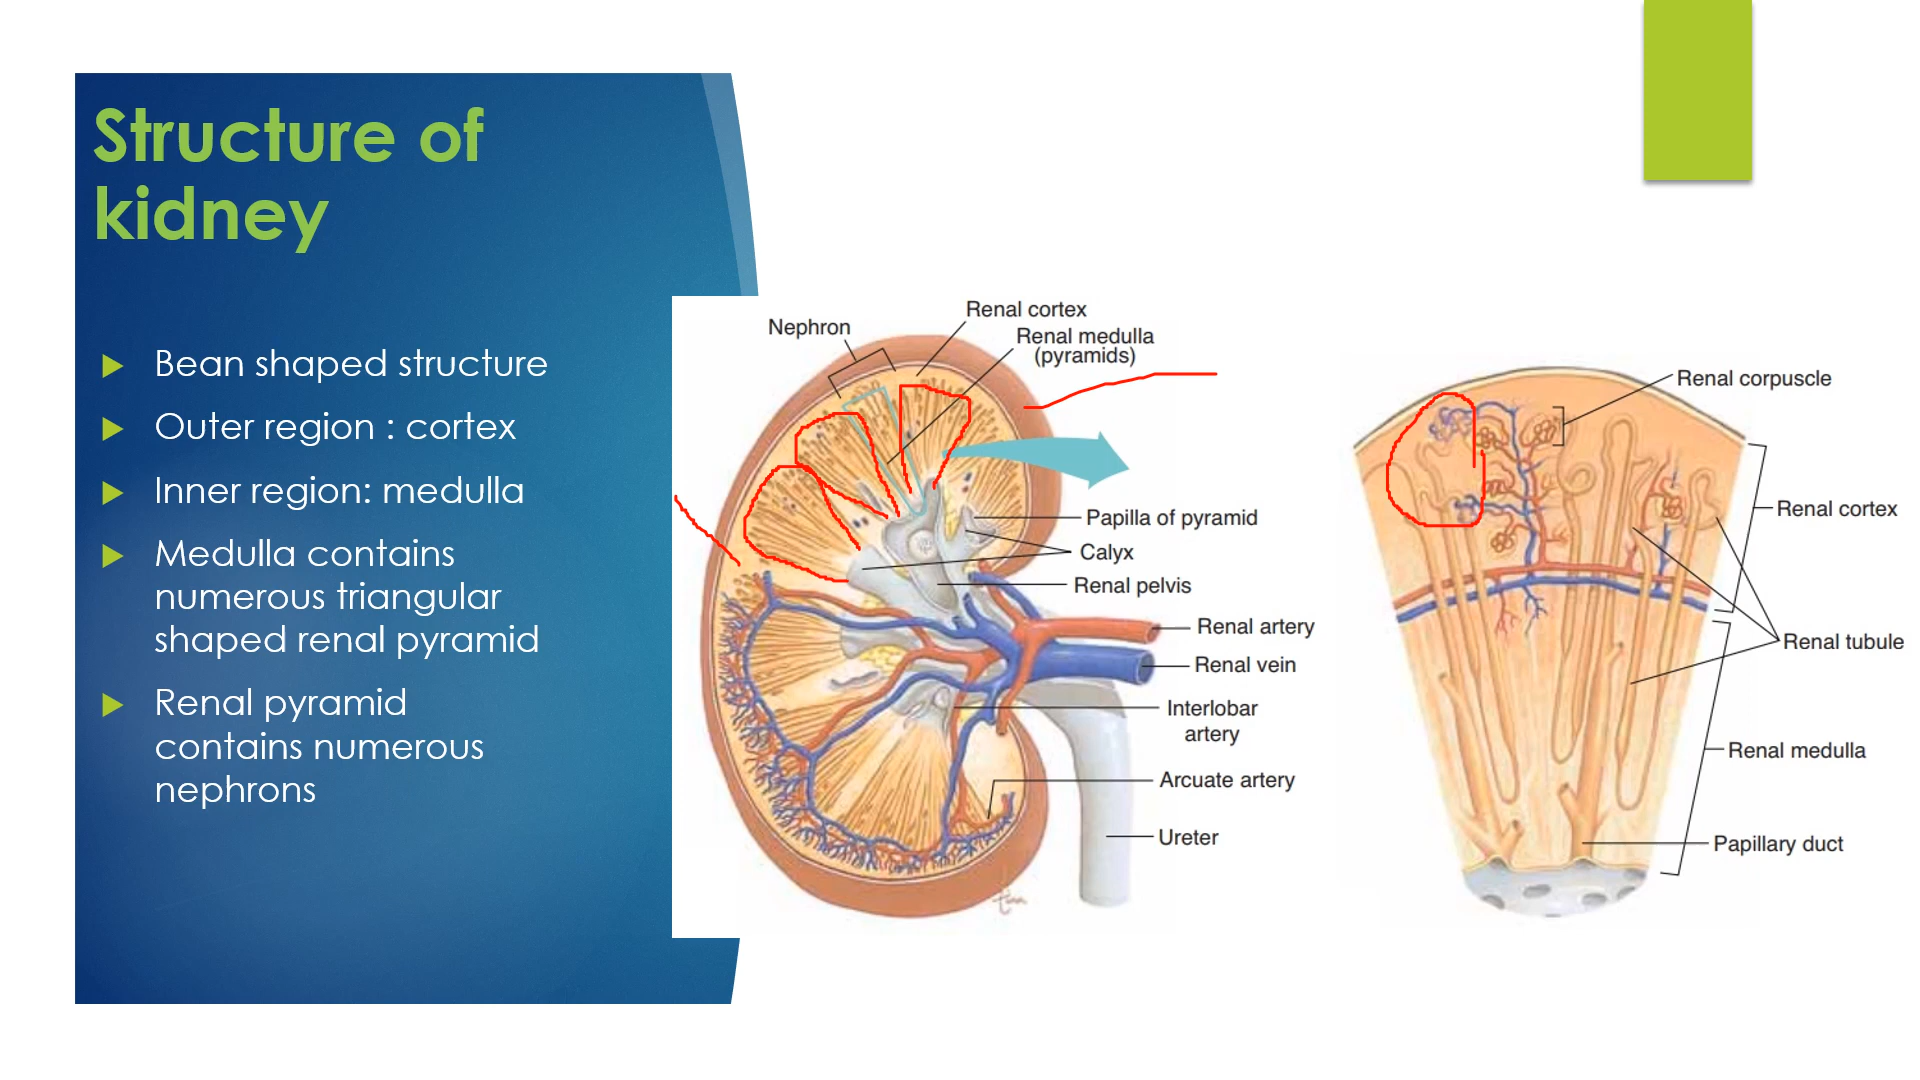 Structure of
kidney
Bean shaped structure
Outer region : cortex
Inner region: medulla
Medulla contains
numerous triangular
shaped renal pyramid
Renal pyramid
contains numerous
nephrons
Nephron
Renal cortex
Renal medulla
(pyramids)
Papilla of pyramid
Calyx
Renal pelvis
Renal artery
Renal vein
Interlobar
artery
Arcuate artery
Ureter
Renal corpuscle
Renal cortex
Renal tubule
Renal medulla
Papillary duct